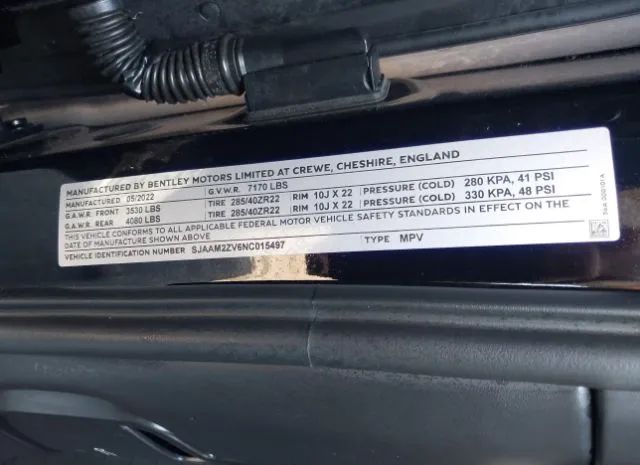 MANUFACTURED BY BENTLEY MOTORS LIMITED AT CREWE, CHESHIRE, ENGLAND
MANUFACTURED 05/2022 G.V.W.R. 7170 LBS
G.A.W.R. FRONT 3530 LBS TIRE 285/40ZR22 RIM 10J X 22 PRESSURE (COLD) 280 KPA, 41 PSI
G.A.W.R. REAR 4080 LBS TIRE 285/40ZR22 RIM 10J X 22 PRESSURE (COLD) 330 KPA, 48 PSI
THIS VEHICLE CONFORMS TO ALL APPLICABLE FEDERAL MOTOR VEHICLE SAFETY STANDARDS IN EFFECT ON THE
DATE OF MANUFACTURE SHOWN ABOVE.
VEHICLE IDENTIFICATION NUMBER SJAAM2ZV6NC015497 TYPE MPV